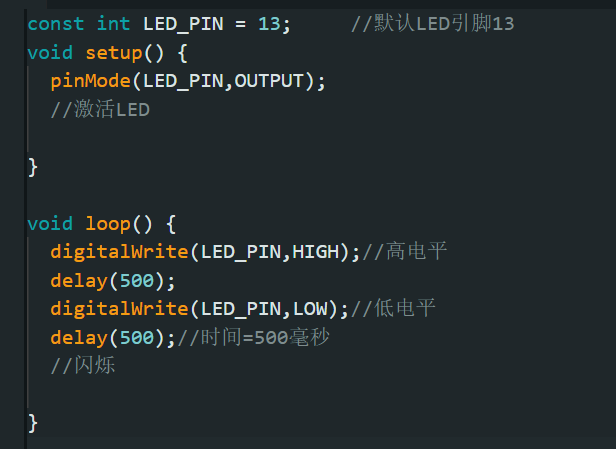 const int LED_PIN = 13;     //默认LED引脚13
void setup() {
  pinMode(LED_PIN,OUTPUT);
  //激活LED
}
void loop() {
  digitalWrite(LED_PIN,HIGH);//高电平
  delay(500);
  digitalWrite(LED_PIN,LOW);//低电平
  delay(500);//时间=500毫秒
  //闪烁
}